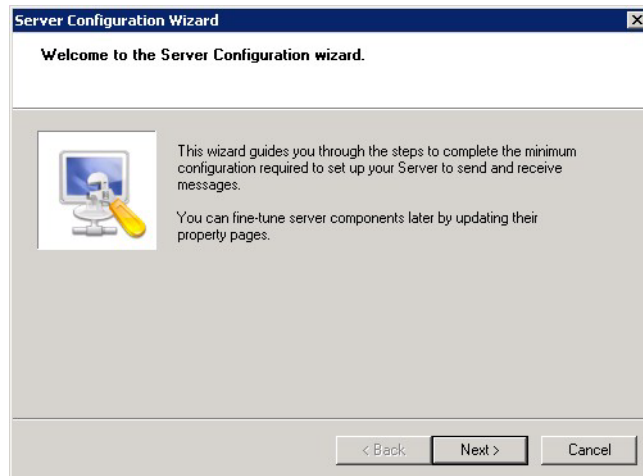 Server Configuration Wizard
Welcome to the Server Configuration wizard.
This wizard guides you through the steps to complete the minimum
configuration required to set up your Server to send and receive
messages.
You can fine-tune server components later by updating their
property pages.
< Back
Next >
Cancel